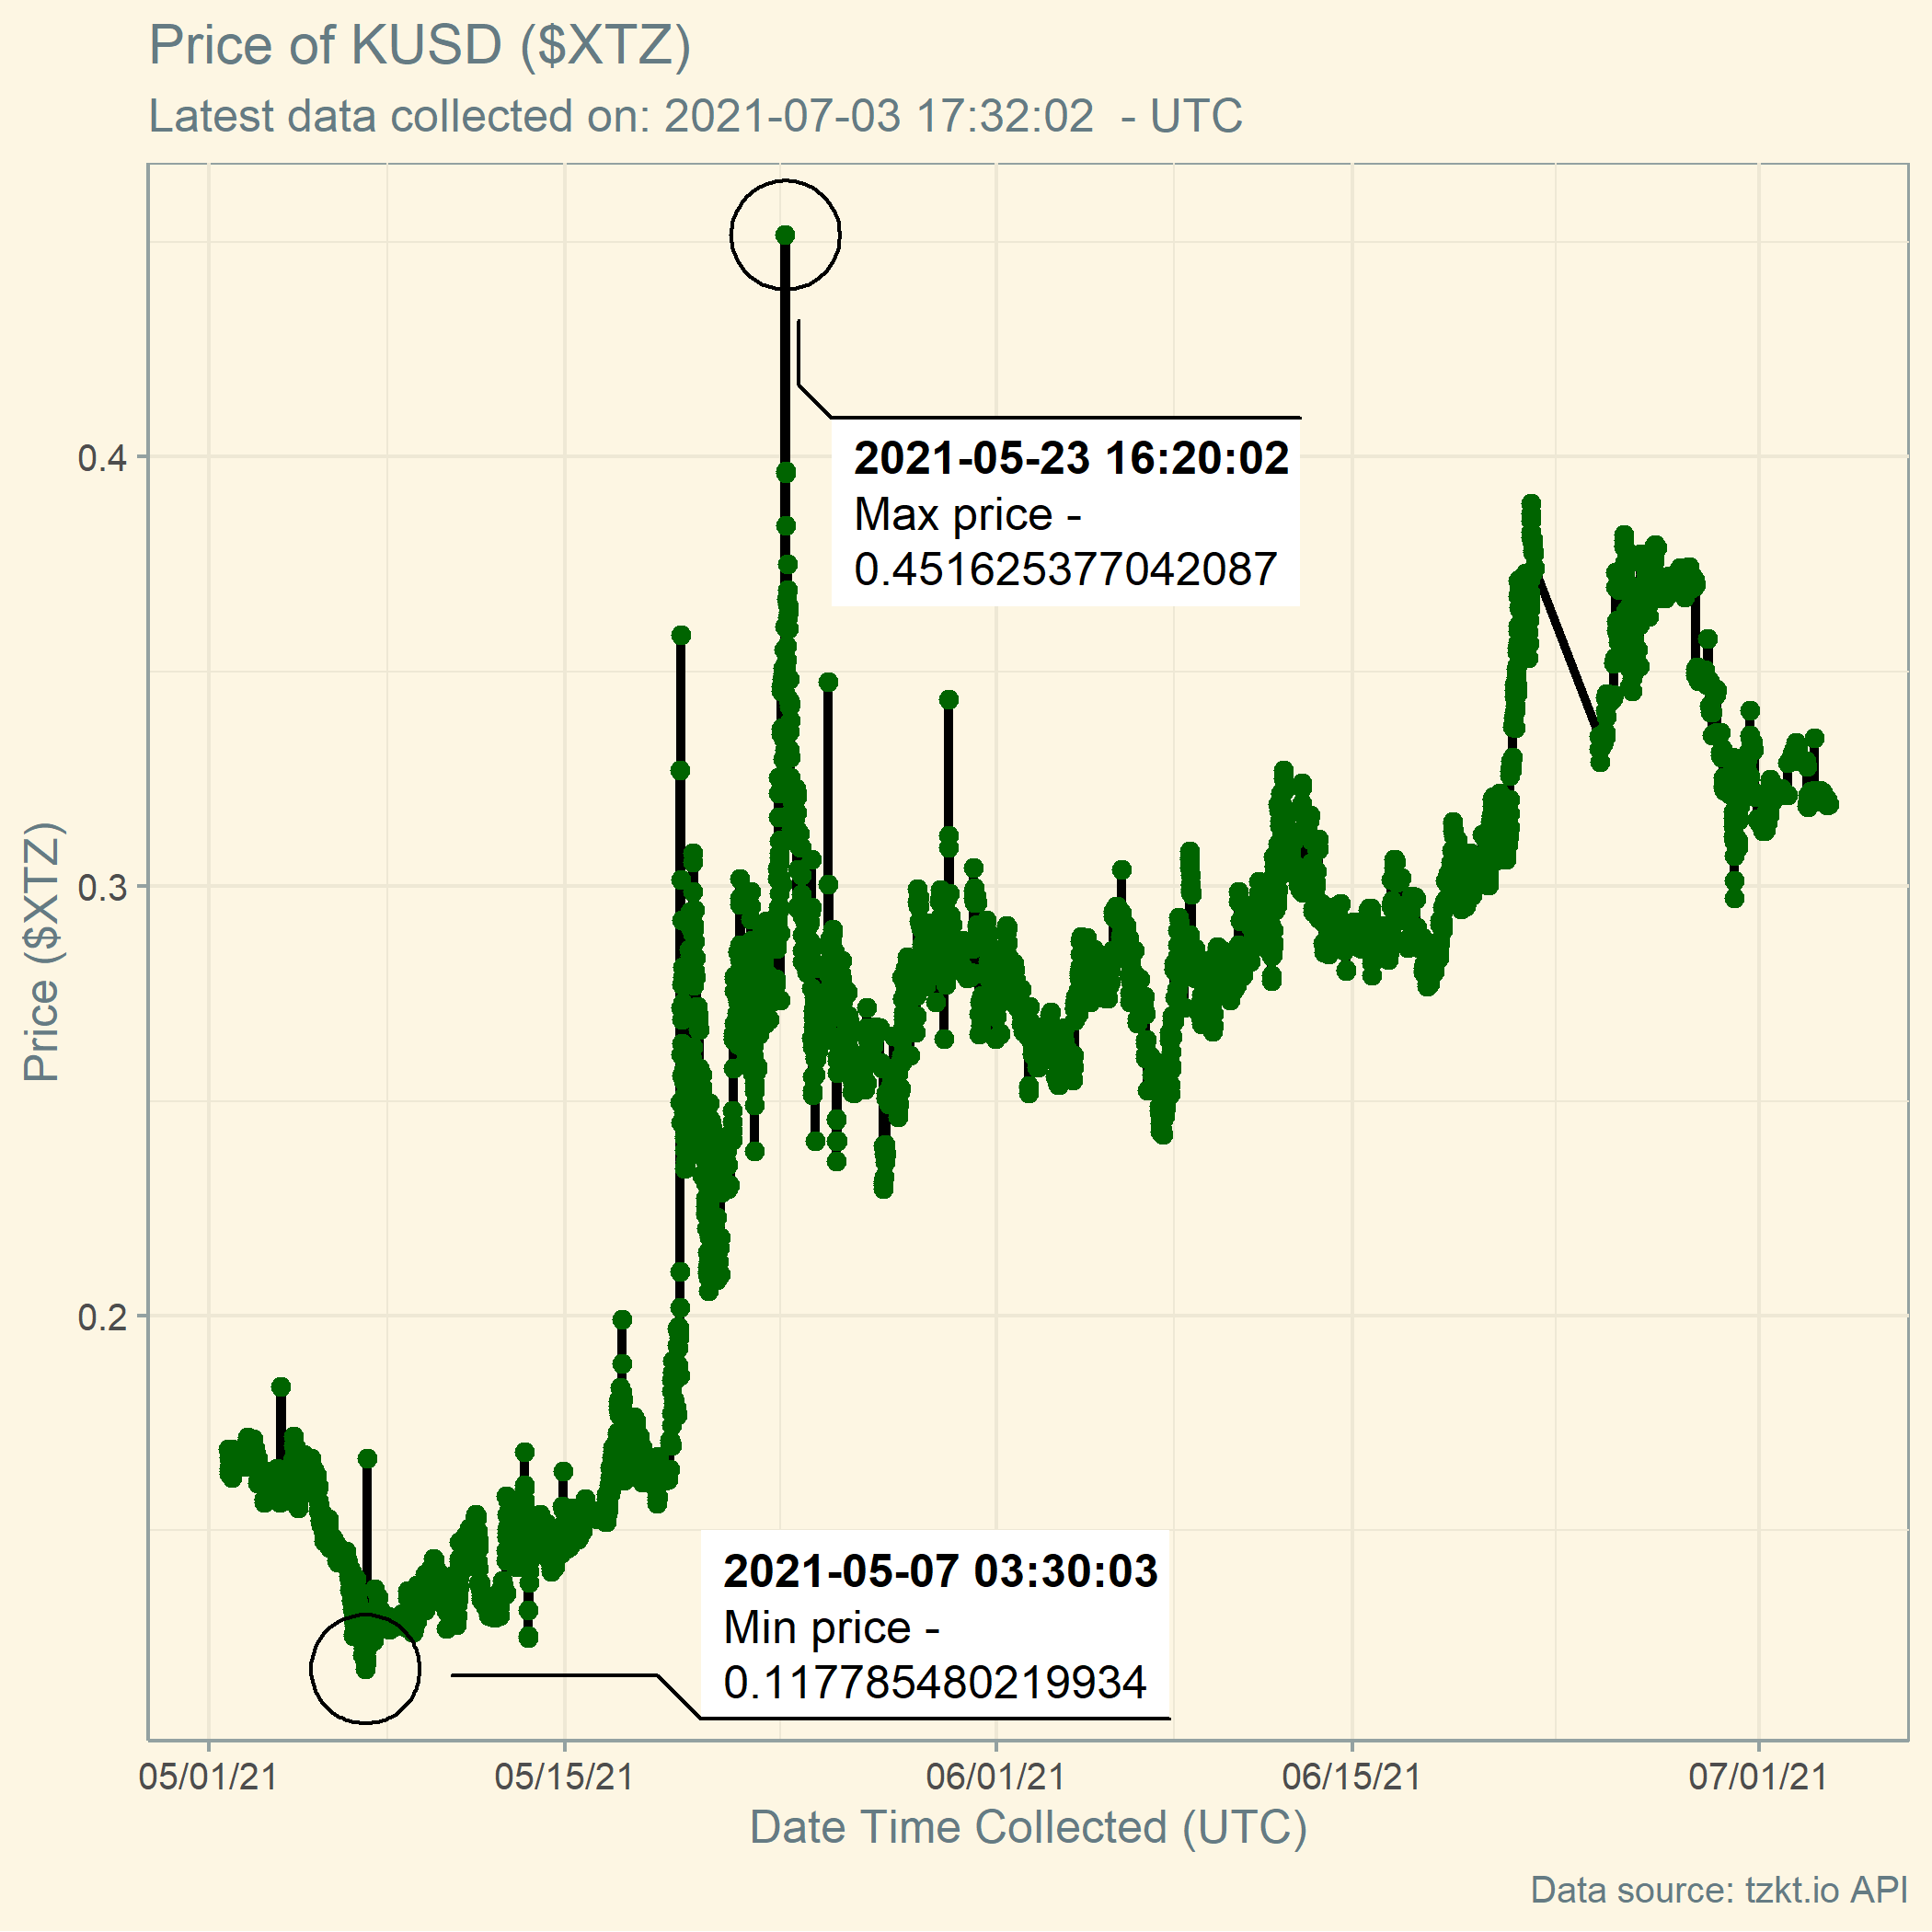 Price of KUSD ($XTZ)
Latest data collected on: 2021-07-03 17:32:02  - UTC
Price ($XTZ)
0.4
0.3
0.2
2021-05-23 16:20:02
Max price -
0.451625377042087
2021-05-07 03:30:03
Min price -
0.117785480219934
05/01/21
05/15/21
06/01/21
06/15/21
07/01/21
Date Time Collected (UTC)
Data source: tzkt.io API